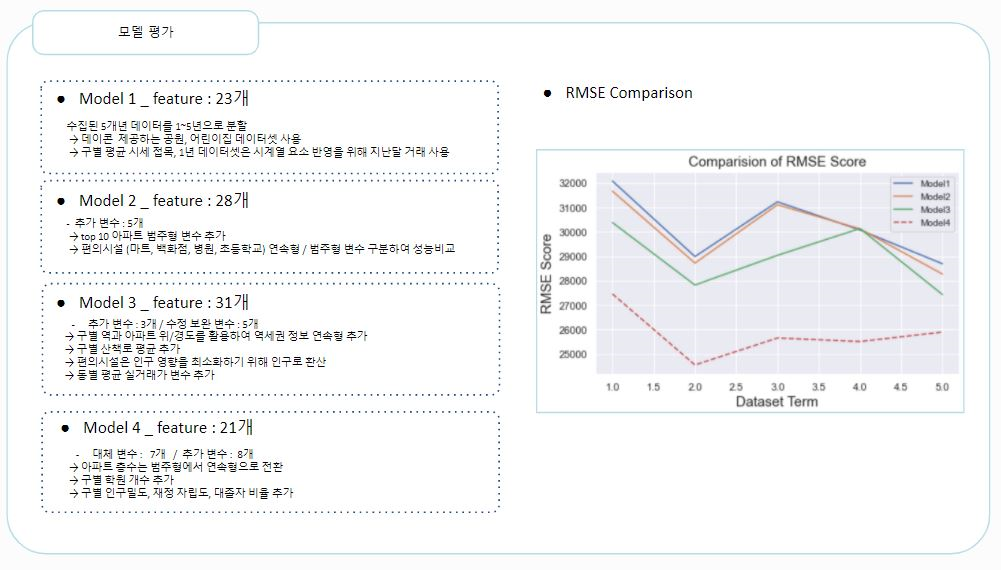 모델 평가
● Model 1 _ feature : 23개
수집된 5개년 데이터를 1~5년으로 분할
→ 데이콘 제공하는 공원, 어린이집 데이터셋 사용
→ 구별 평균 시세 접목, 1년 데이터셋은 시계열 요소 반영을 위해 지난달 거래 사용
● Model 2 _ feature : 28개
- 추가 변수 : 5개
→ top 10 아파트 범주형 변수 추가
→ 편의시설 (마트, 백화점, 병원, 초등학교) 연속형 / 범주형 변수 구분하여 성능비교
● Model 3 _ feature : 31개
- 추가 변수 : 3개 / 수정 보완 변수 : 5개
→ 구별 역과 아파트 위/경도를 활용하여 역세권 정보 연속형 추가
→ 구별 산책로 평균 추가
→ 편의시설은 인구 영향을 최소화하기 위해 인구로 환산
→ 동별 평균 실거래가 변수 추가
● Model 4 _ feature : 21개
- 대체 변수 : 7개 / 추가 변수 : 8개
→ 아파트 층수는 범주형에서 연속형으로 전환
→ 구별 학원 개수 추가
→ 구별 인구밀도, 재정 자립도, 대졸자 비율 추가
● RMSE Comparison
Comparision of RMSE Score
32000
31000
30000
29000
28000
27000
26000
25000
RMSE Score
Model1
Model2
Model3
Model4
1.0 1.5 2.0 2.5 3.0 3.5 4.0 4.5 5.0
Dataset Term